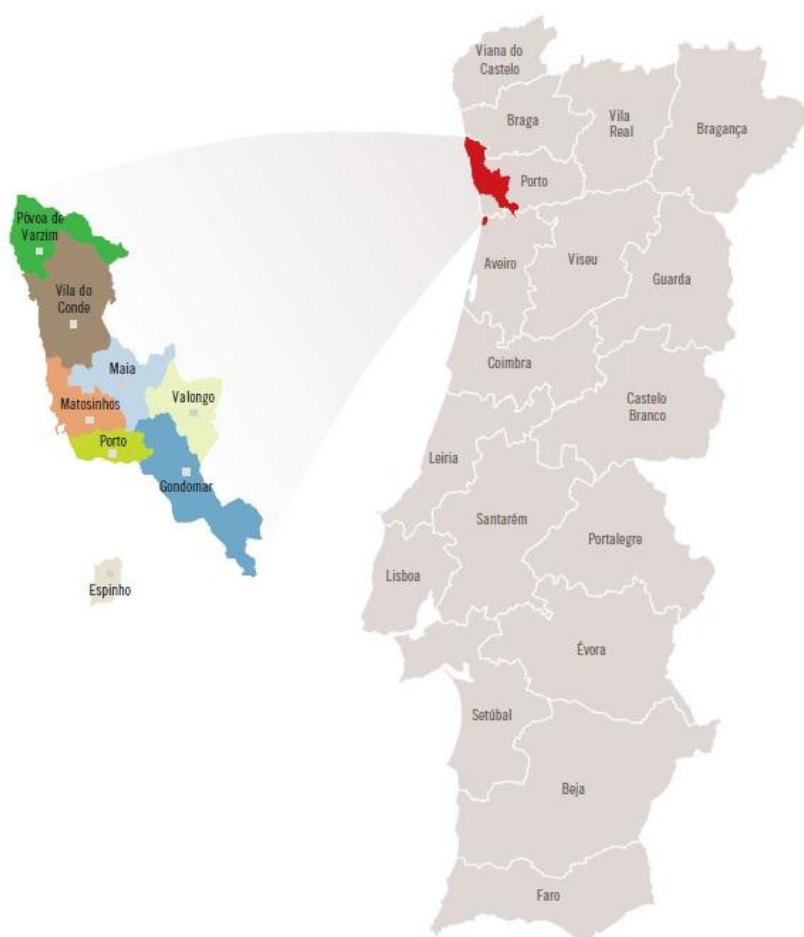 Viana do
Castelo
Braga
Vila
Real
Bragança
Porto
Póvoa de
Varzim
Vila do
Conde
Maia
Matosinhos
Valongo
Porto
Gondomar
Espinho
Aveiro
Viseu
Guarda
Coimbra
Castelo
Branco
Leiria
Santarém
Portalegre
Lisboa
Évora
Setúbal
Beja
Faro